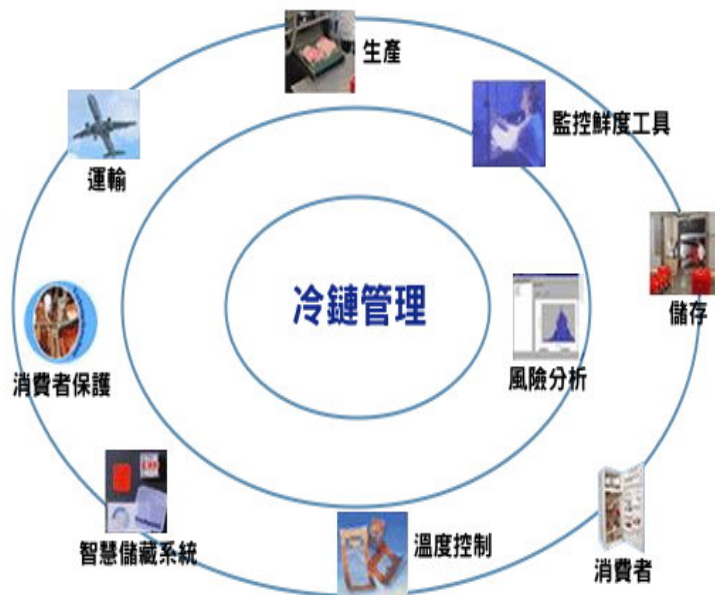 生產
監控鮮度工具
運輸
儲存
冷鏈管理
消費者保護
風險分析
智慧儲藏系統
溫度控制
消費者